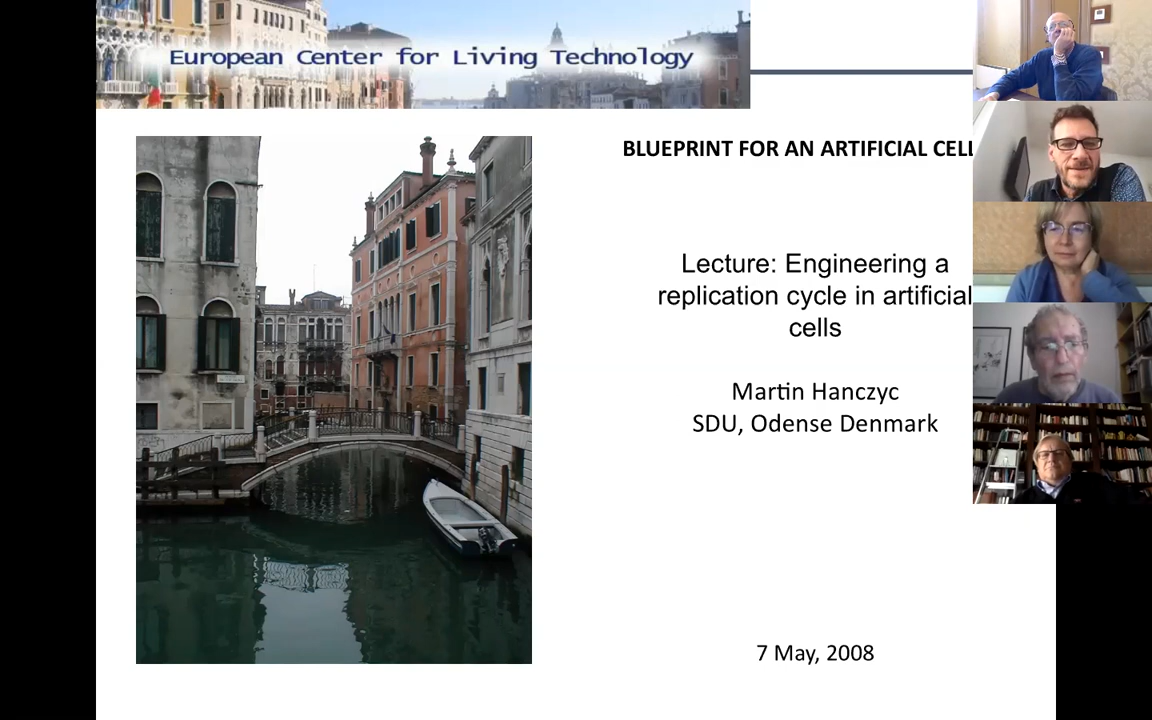 European Center for Living Technology
BLUEPRINT FOR AN ARTIFICIAL CELL
Lecture: Engineering a
replication cycle in artificial
cells
Martin Hanczyc
SDU, Odense Denmark
7 May, 2008